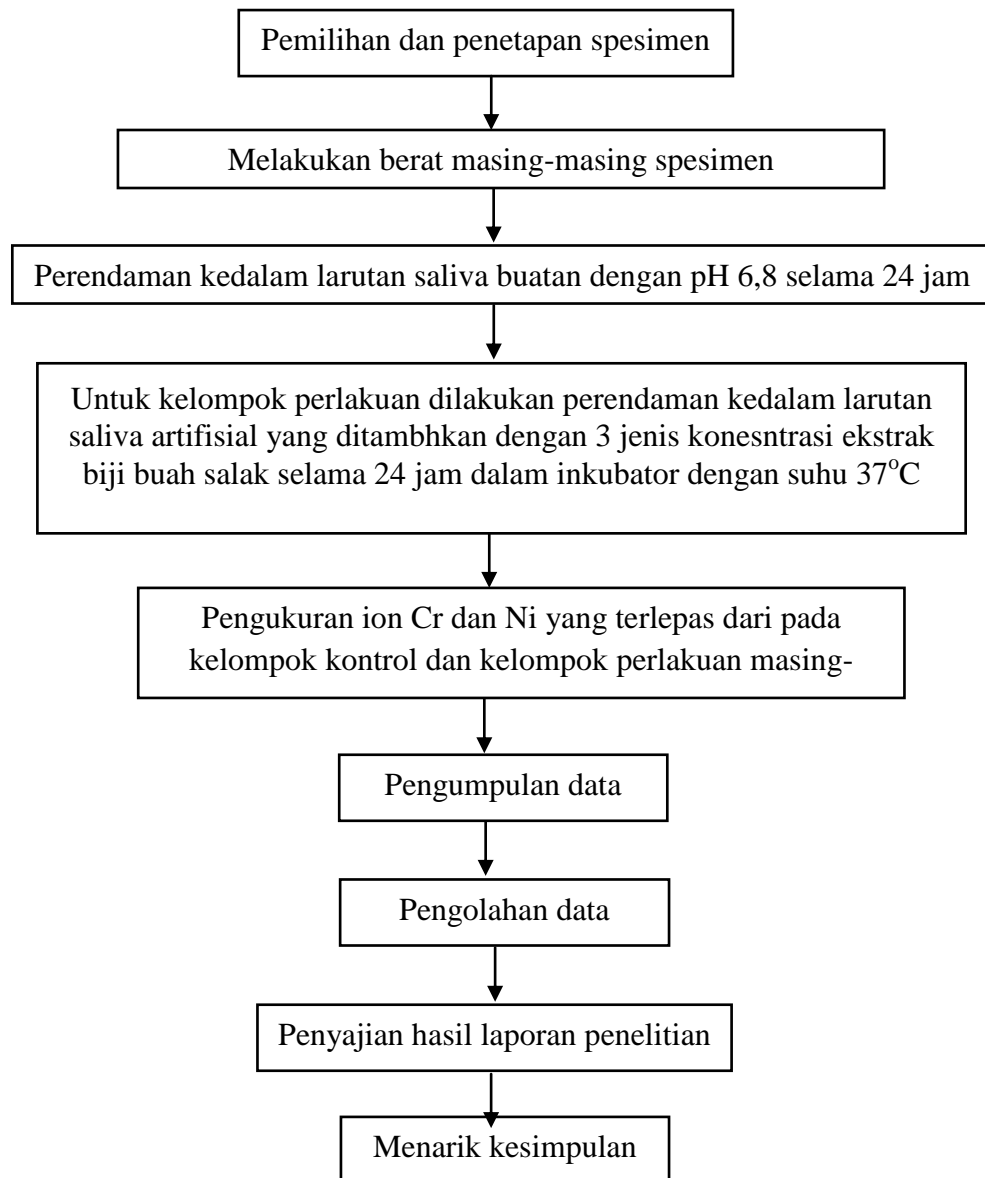 Pemilihan dan penetapan spesimen
Melakukan berat masing-masing spesimen
Perendaman kedalam larutan saliva buatan dengan pH 6,8 selama 24 jam
Untuk kelompok perlakuan dilakukan perendaman kedalam larutan
saliva artifisial yang ditambhkan dengan 3 jenis konesntrasi ekstrak
biji buah salak selama 24 jam dalam inkubator dengan suhu 37°C
Pengukuran ion Cr dan Ni yang terlepas dari pada
kelompok kontrol dan kelompok perlakuan masing-
Pengumpulan data
Pengolahan data
Penyajian hasil laporan penelitian
Menarik kesimpulan